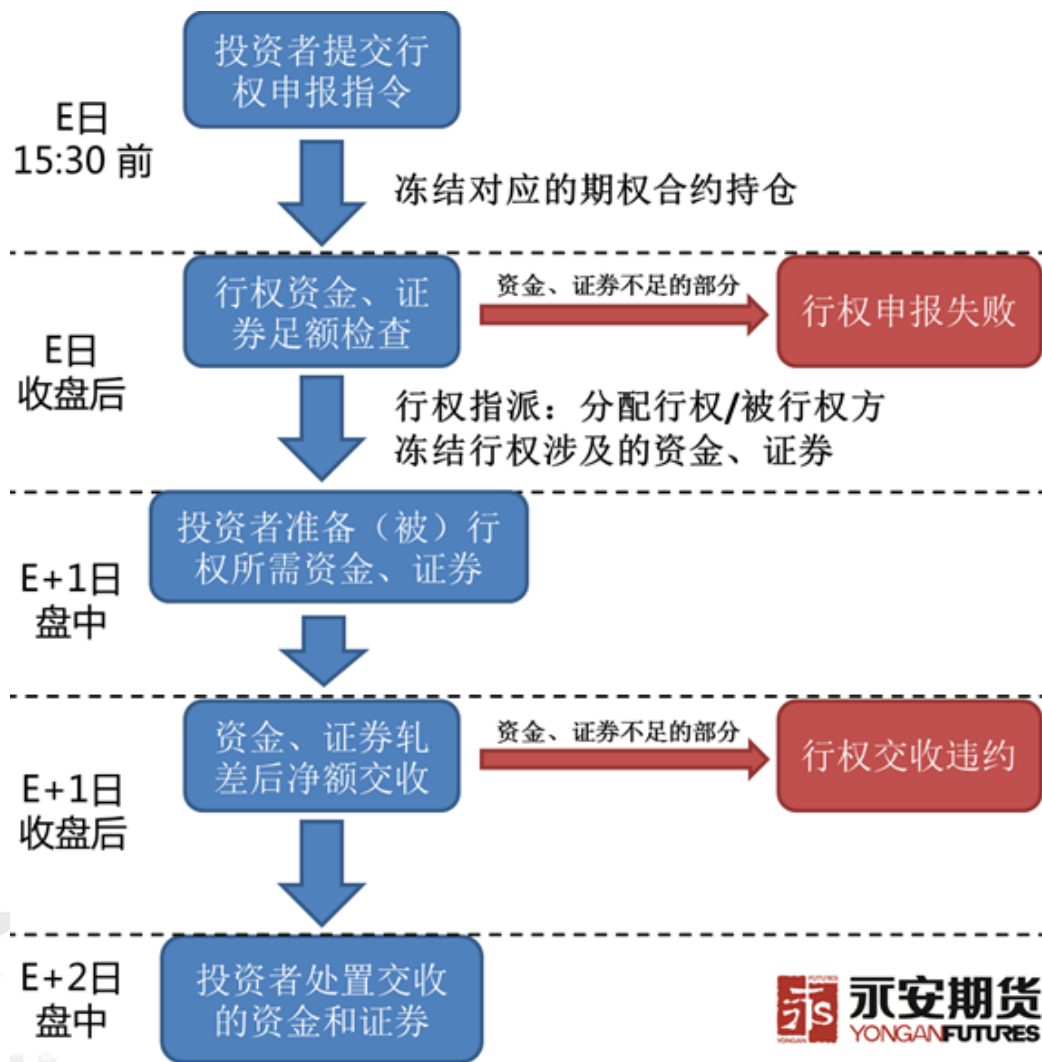 投资者提交行
权申报指令
E日
15:30 前
冻结对应的期权合约持仓
行权资金、证
券足额检查
资金、证券不足的部分
行权申报失败
E日
收盘后
行权指派：分配行权/被行权方
冻结行权涉及的资金、证券
投资者准备（被）行
权所需资金、证券
E+1日
盘中
资金、证券轧
差后净额交收
资金、证券不足的部分
行权交收违约
E+1日
收盘后
E+2日
盘中
投资者处置交收
的资金和证券
FUTURES
YONGAN
永安期货
YONGANFUTURES